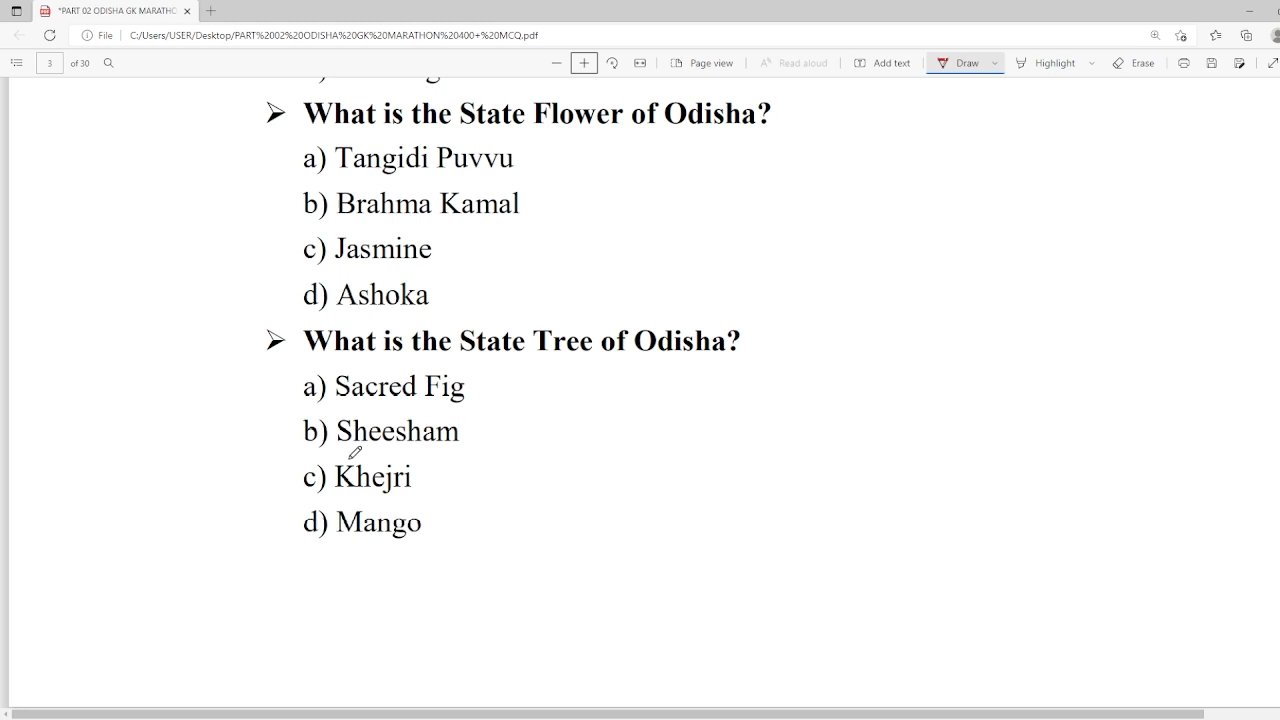 *PART 02 ODISHA GK MARATHO
File
C:/Users/USER/Desktop/PART%2002%20ODISHA%20GK%20MARATHON%20400+%20MCQ.pdf
3 of 30
Page view
Read aloud
Add text
Draw
Highlight
Erase
➢ What is the State Flower of Odisha?
a) Tangidi Puvvu
b) Brahma Kamal
c) Jasmine
d) Ashoka
➢ What is the State Tree of Odisha?
a) Sacred Fig
b) Sheesham
c) Khejri
d) Mango